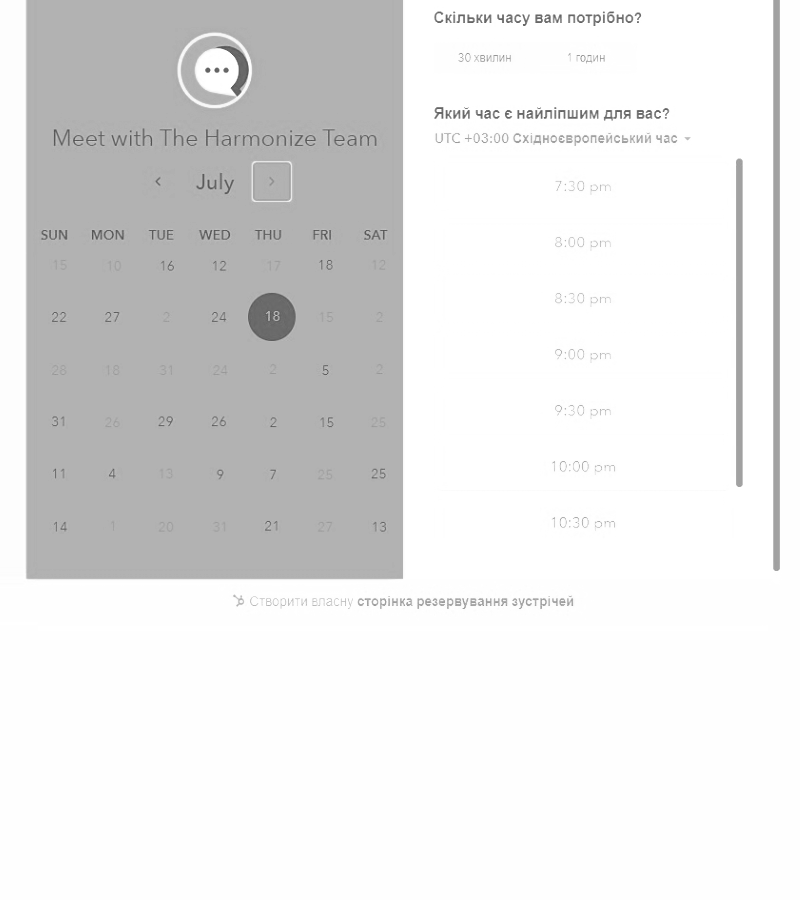 Meet with The Harmonize Team
July
SUN MON TUE WED THU FRI SAT
15 10 16 12 17 18 12
22 27 2 24 18 15 2
28 18 31 24 2 5 2
31 26 29 26 2 15 25
11 4 13 9 7 25 25
14 1 20 31 21 27 13
Скільки часу вам потрібно?
30 хвилин 1 годин
Який час є найліпшим для вас?
UTC +03:00 Східноєвропейський час
7:30 pm
8:00 pm
8:30 pm
9:00 pm
9:30 pm
10:00 pm
10:30 pm
Створити власну сторінка резервування зустрічей